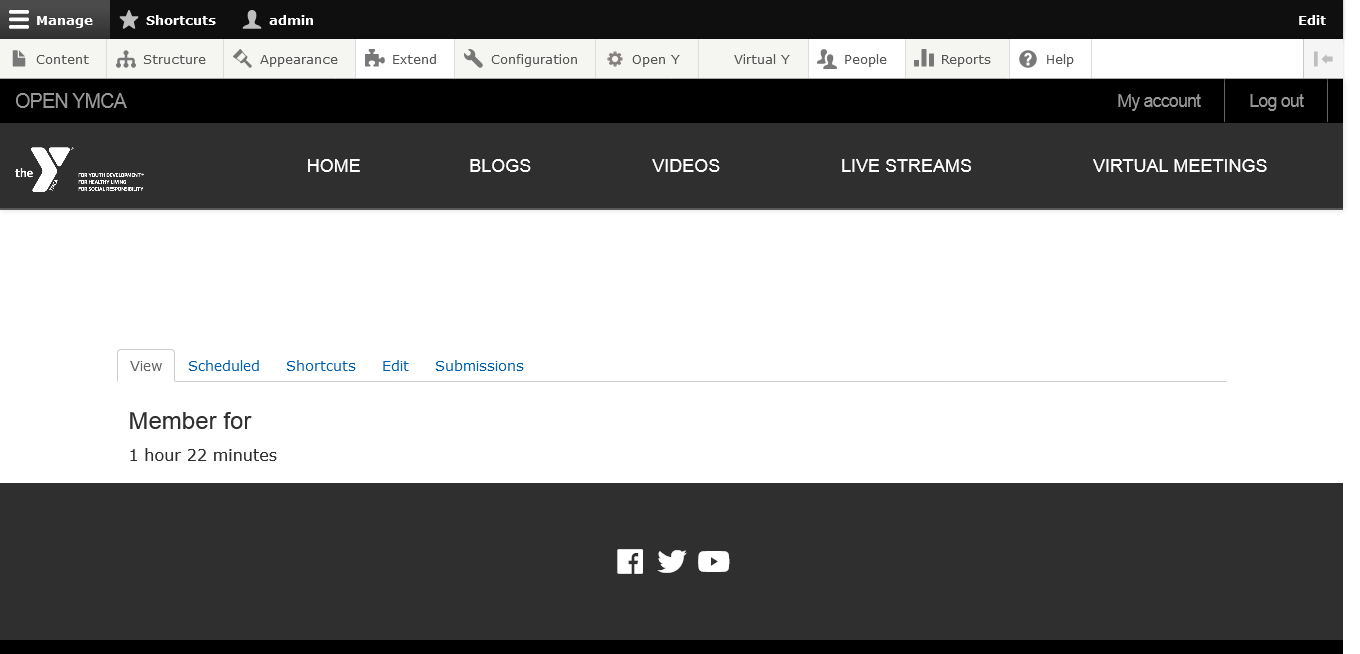 Manage Shortcuts admin Edit
Content Structure Appearance Extend Configuration Open Y Virtual Y People Reports Help
OPEN YMCA My account Log out
the Y FOR YOUTH DEVELOPMENT®
FOR HEALTHY LIVING
FOR SOCIAL RESPONSIBILITY
HOME BLOGS VIDEOS LIVE STREAMS VIRTUAL MEETINGS
View Scheduled Shortcuts Edit Submissions
Member for
1 hour 22 minutes